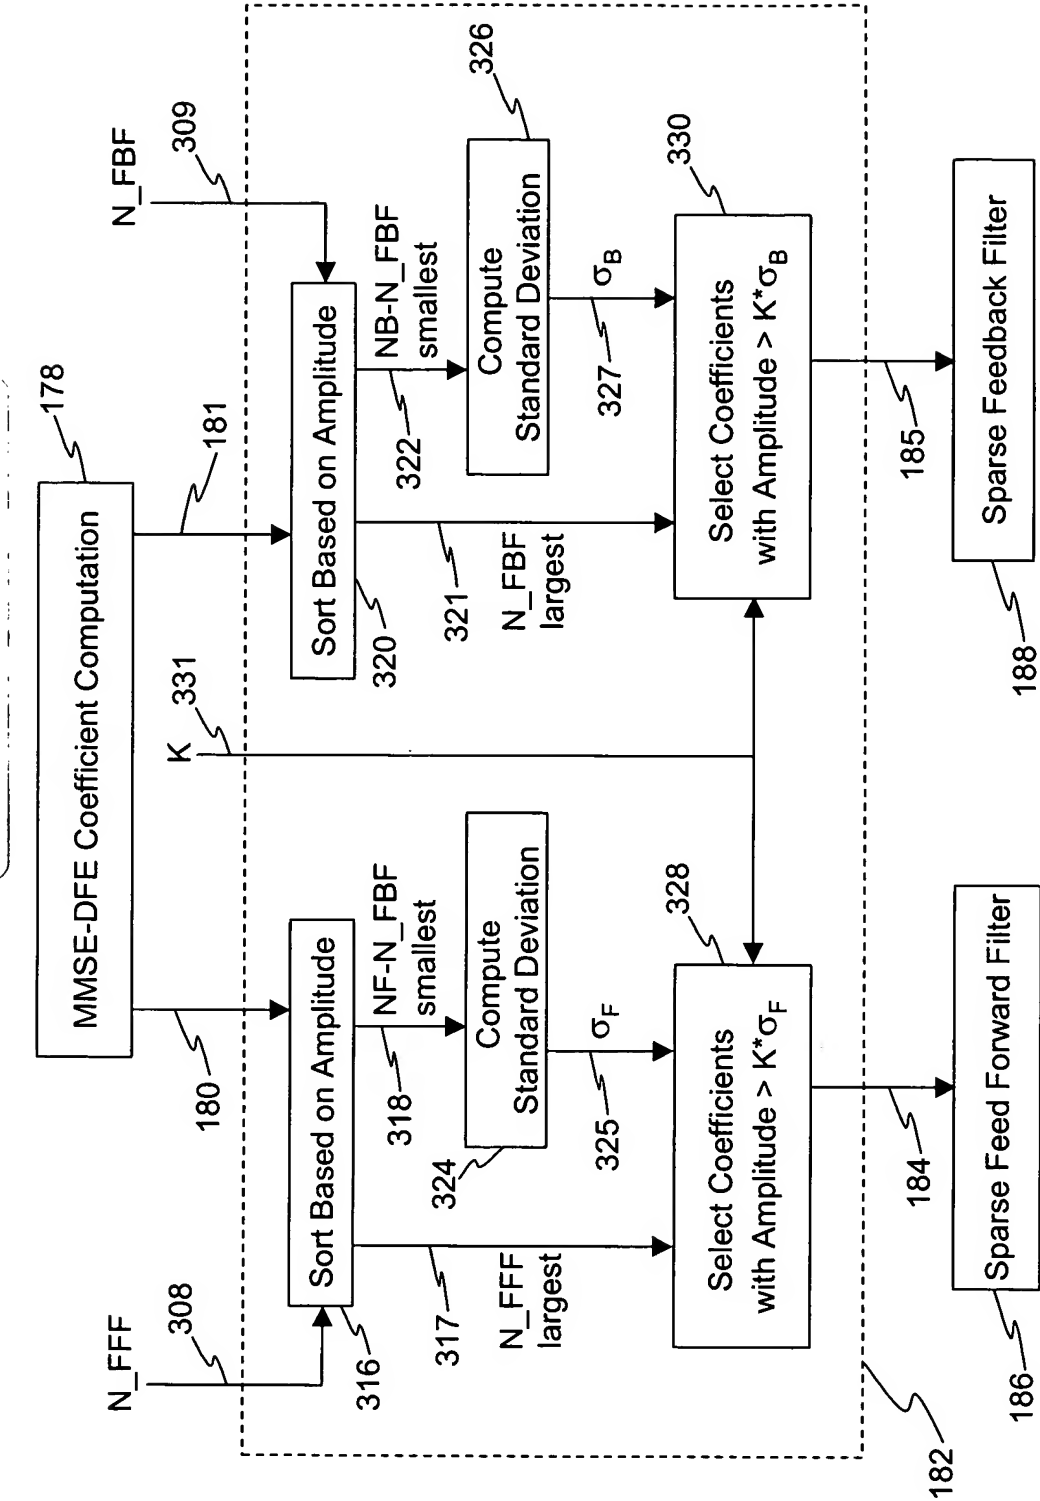 MMSE-DFE Coefficient Computation
178
N_FFF
308
180
K
331
181
N_FBF
309
Sort Based on Amplitude
316
Sort Based on Amplitude
320
317
N_FFF
largest
318
NF-N_FBF
smallest
321
N_FBF
largest
322
NB-N_FBF
smallest
Compute
Standard Deviation
324
Compute
Standard Deviation
326
325
σF
327
σB
Select Coefficients
with Amplitude > K*σF
328
Select Coefficients
with Amplitude > K*σB
330
182
184
185
Sparse Feed Forward Filter
186
Sparse Feedback Filter
188